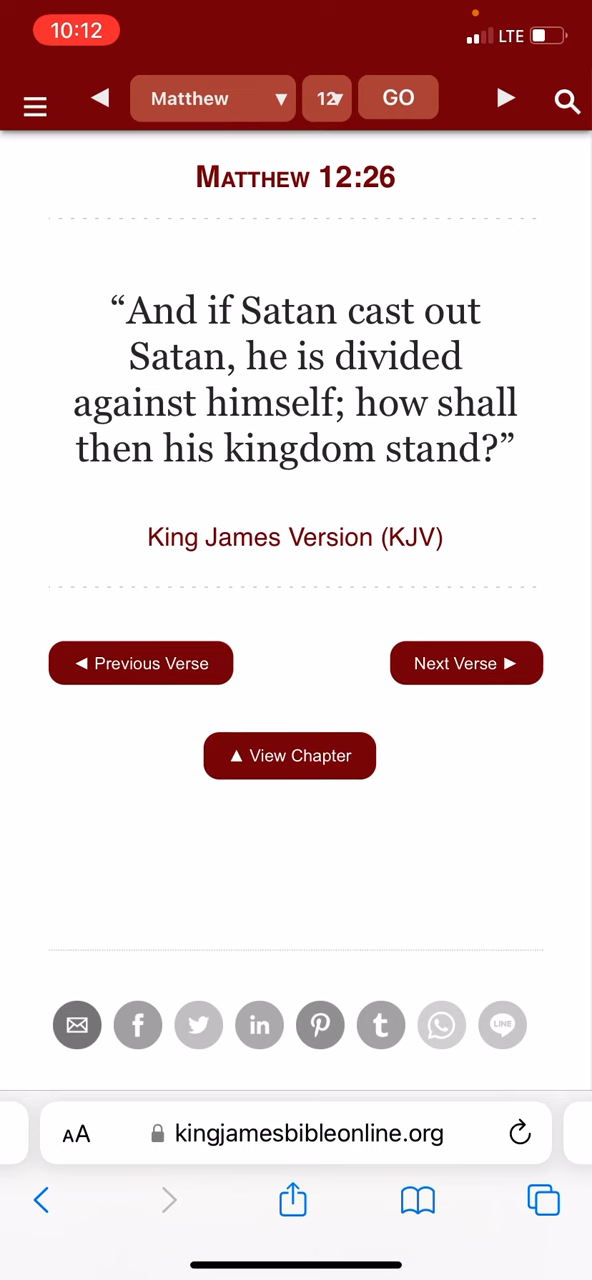 10:12
LTE
Matthew ▼ 12▼ GO
MATTHEW 12:26
“And if Satan cast out
Satan, he is divided
against himself; how shall
then his kingdom stand?”
King James Version (KJV)
◄ Previous Verse
Next Verse ►
▲ View Chapter
f
in
t
LINE
AA
kingjamesbibleonline.org